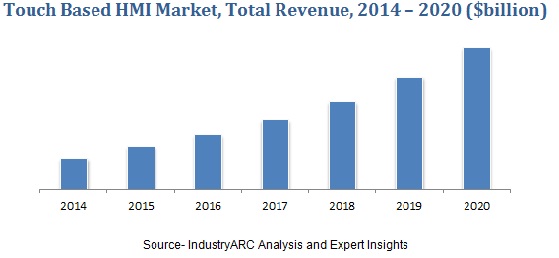 Touch Based HMI Market, Total Revenue, 2014 – 2020 ($billion)
2014 2015 2016 2017 2018 2019 2020
Source- IndustryARC Analysis and Expert Insights